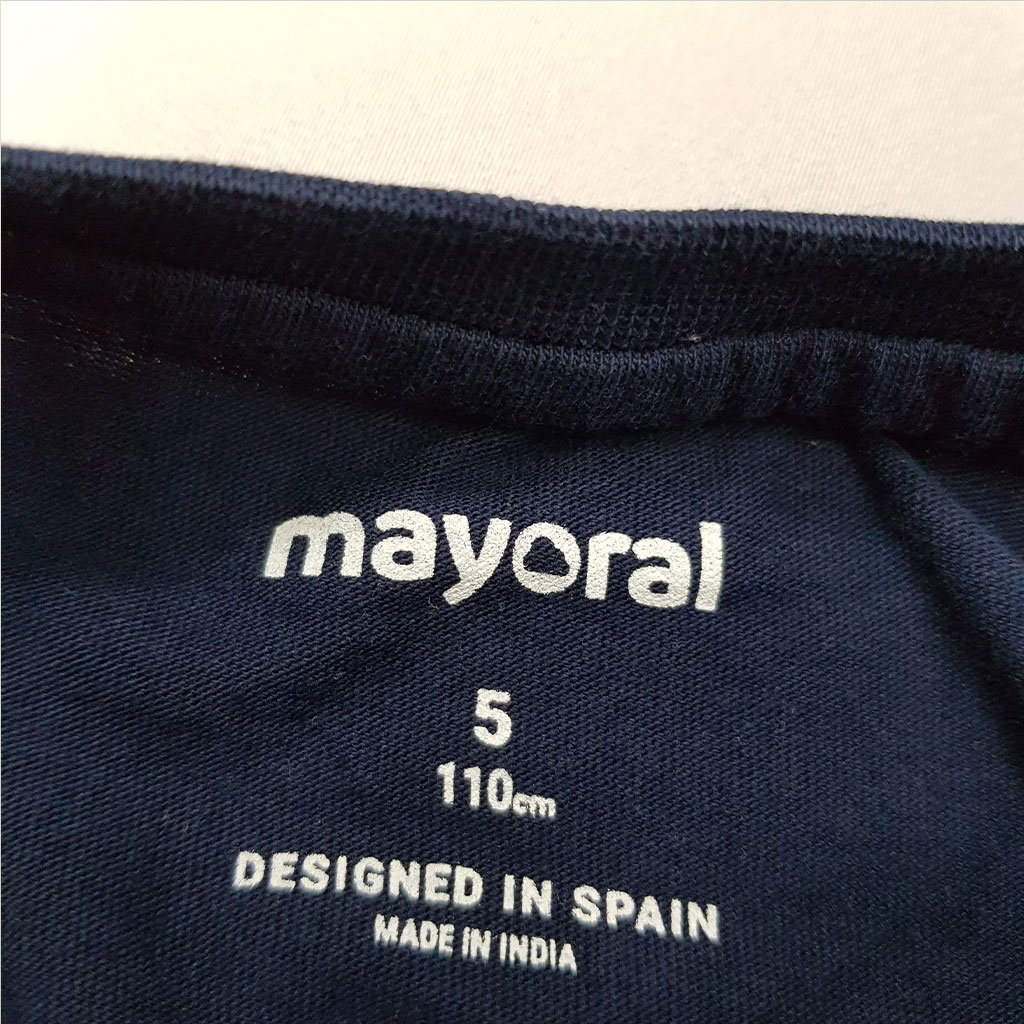 mayoral
5
110cm
DESIGNED IN SPAIN
MADE IN INDIA